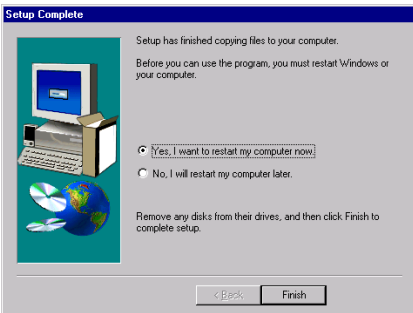 Setup Complete
Setup has finished copying files to your computer.
Before you can use the program, you must restart Windows or
your computer.
Yes, I want to restart my computer now.
No, I will restart my computer later.
Remove any disks from their drives, and then click Finish to
complete setup.
< Back
Finish